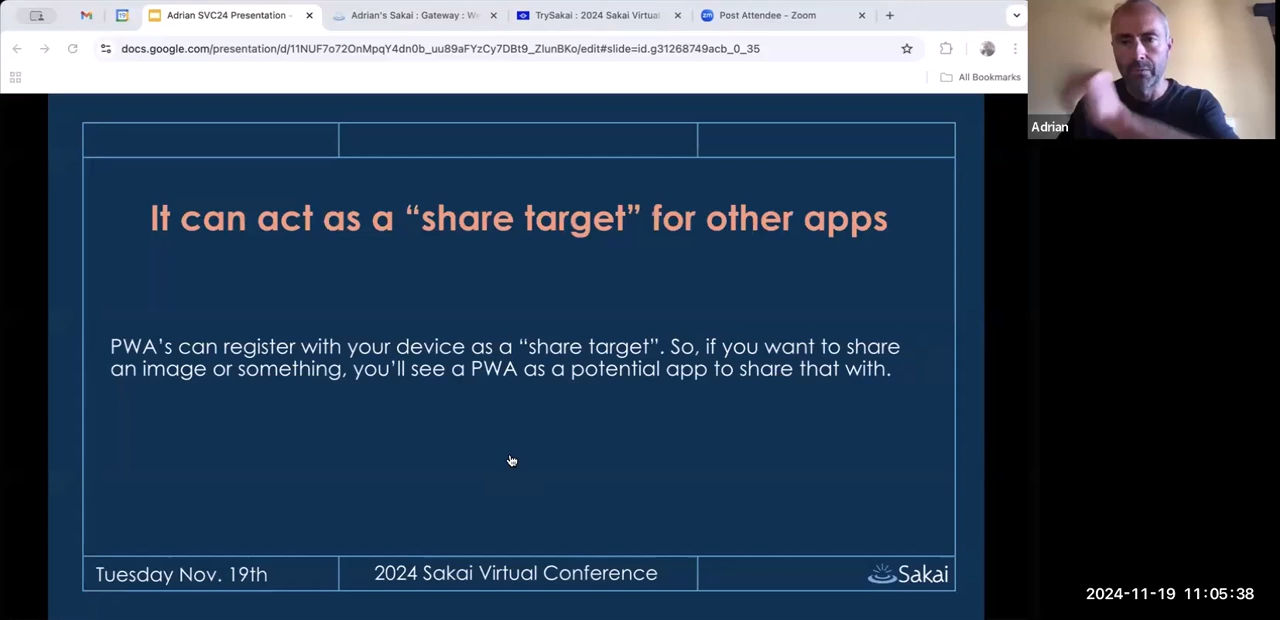 Adrian SVC24 Presentation -
Adrian's Sakai : Gateway : We
TrySakai : 2024 Sakai Virtual
Post Attendee - Zoom
docs.google.com/presentation/d/11NUF7o72OnMpqY4dn0b_uu89aFYzCy7DBt9_ZlunBKo/edit#slide=id.g31268749acb_0_35
All Bookmarks
Adrian
It can act as a “share target” for other apps
PWA’s can register with your device as a “share target”. So, if you want to share
an image or something, you’ll see a PWA as a potential app to share that with.
Tuesday Nov. 19th
2024 Sakai Virtual Conference
Sakai
2024-11-19 11:05:38